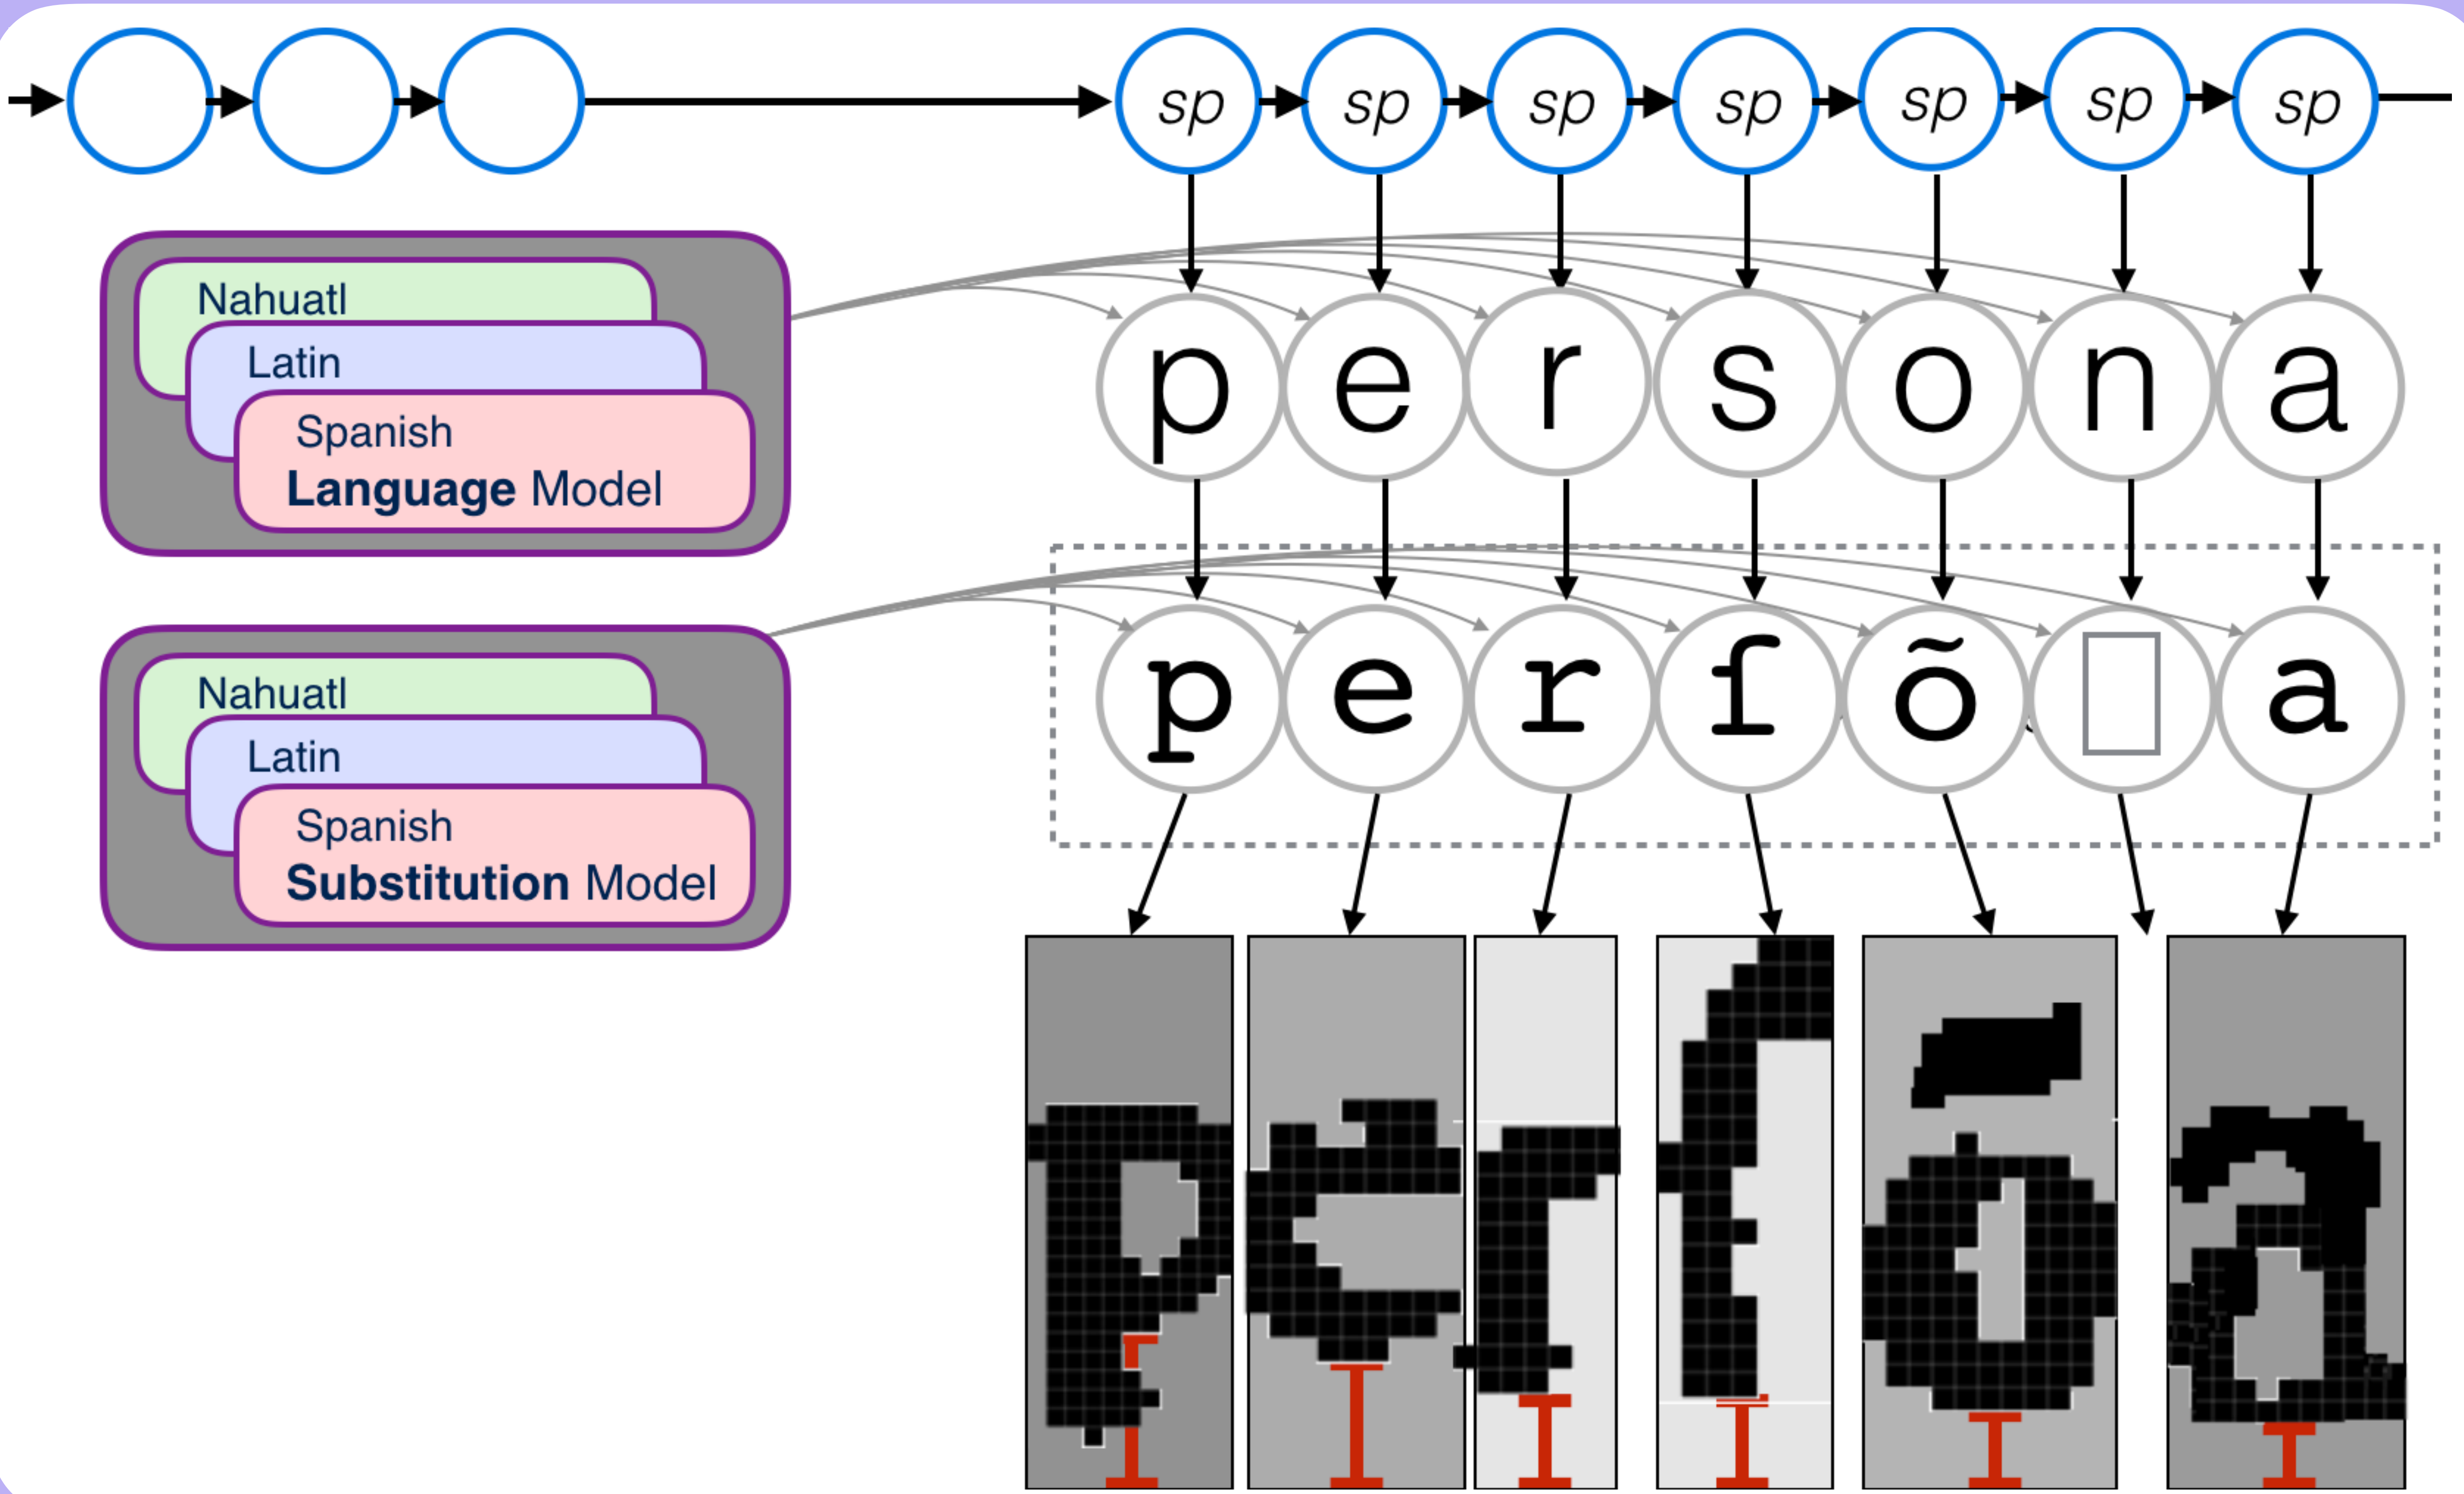 sp sp sp sp sp sp sp
Nahuatl
Latin
Spanish
Language Model
p e r s o n a
Nahuatl
Latin
Spanish
Substitution Model
p e r ſ õ a
p e r ſ õ a